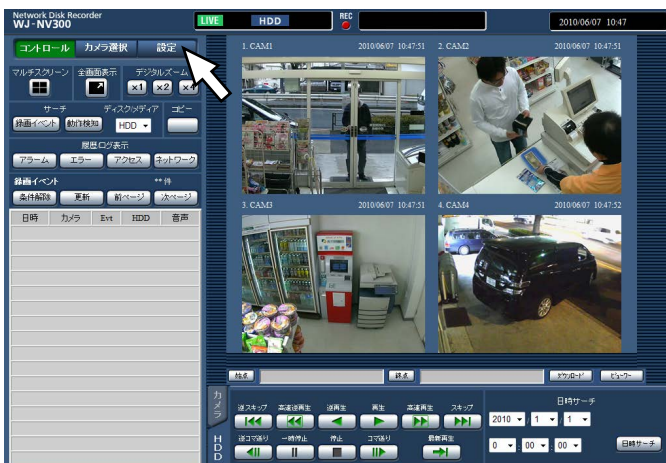 Network Disk Recorder
WJ-NV300
LIVE
HDD
REC
2010/06/07 10:47
コントロール
カメラ選択
設定
マルチスクリーン
全画面表示
デジタルズーム
×1
×2
×4
サーチ
ディスク/メディア
コピー
録画イベント
動作検知
HDD
履歴ログ表示
アラーム
エラー
アクセス
ネットワーク
録画イベント
**件
条件解除
更新
前ページ
次ページ
日時
カメラ
Evt
HDD
音声
1. CAM1
2010/06/07 10:47:51
2. CAM2
2010/06/07 10:47:51
3. CAM3
2010/06/07 10:47:51
4. CAM4
2010/06/07 10:47:52
始点
終点
ダウンロード
ビューワー
カメラ
HDD
逆スキップ
高速逆再生
逆再生
再生
高速再生
スキップ
逆コマ送り
一時停止
停止
コマ送り
最新再生
日時サーチ
2010 / 1 / 1
0 : 00 : 00
日時サーチ